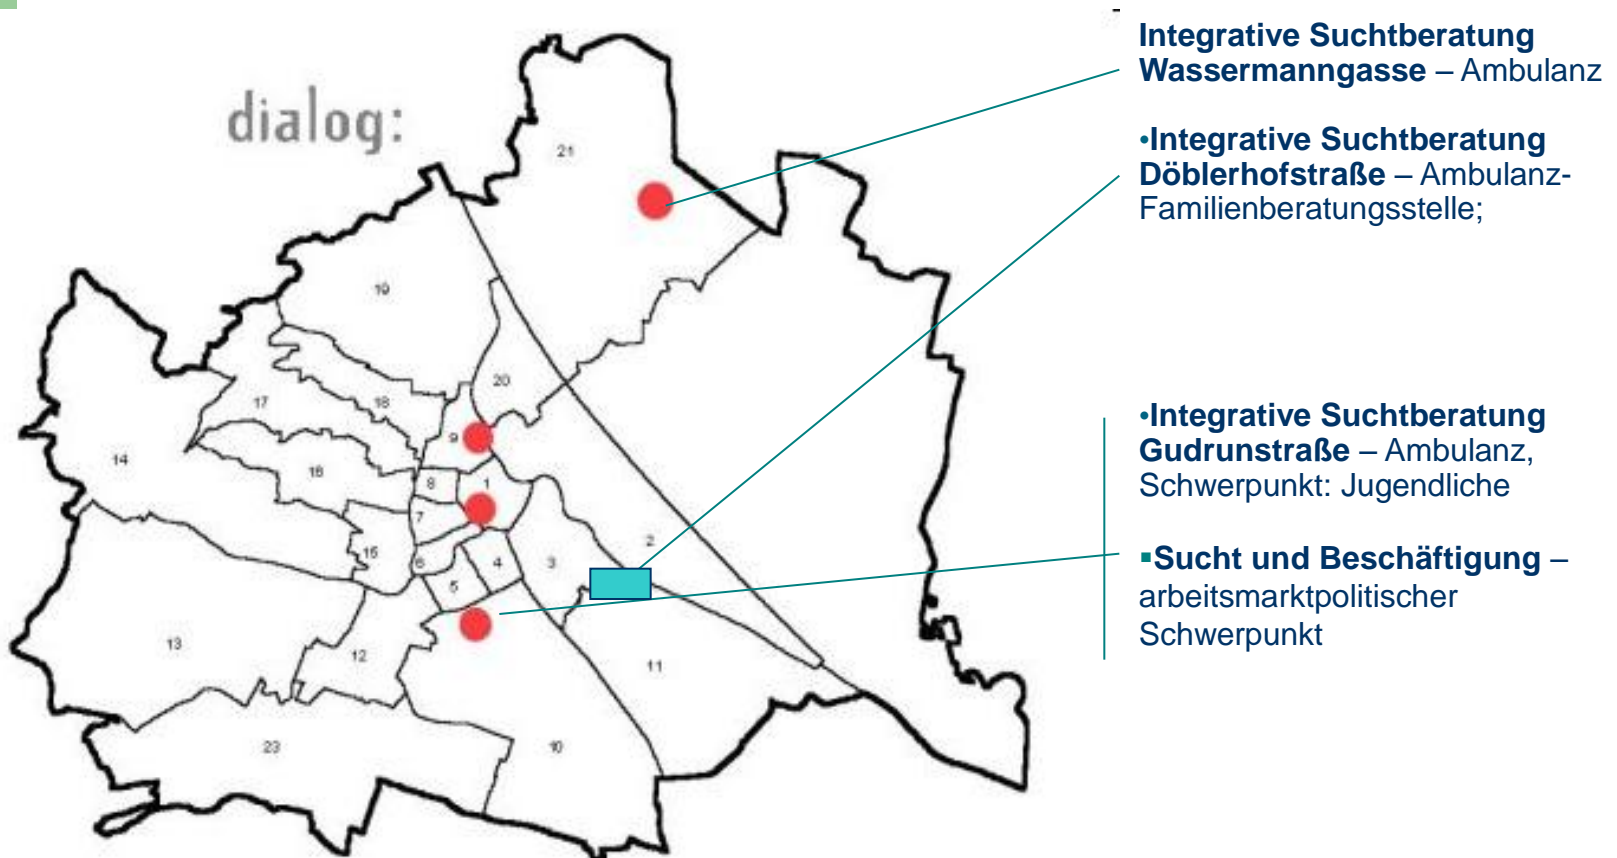 dialog:
Integrative Suchtberatung
Wassermanngasse – Ambulanz
•Integrative Suchtberatung
Döblerhofstraße – Ambulanz-
Familienberatungsstelle;
•Integrative Suchtberatung
Gudrunstraße – Ambulanz,
Schwerpunkt: Jugendliche
▪Sucht und Beschäftigung –
arbeitsmarktpolitischer
Schwerpunkt
21
19
20
18
17
9
14
16
8
1
7
2
15
6
4
3
5
13
12
11
23
10